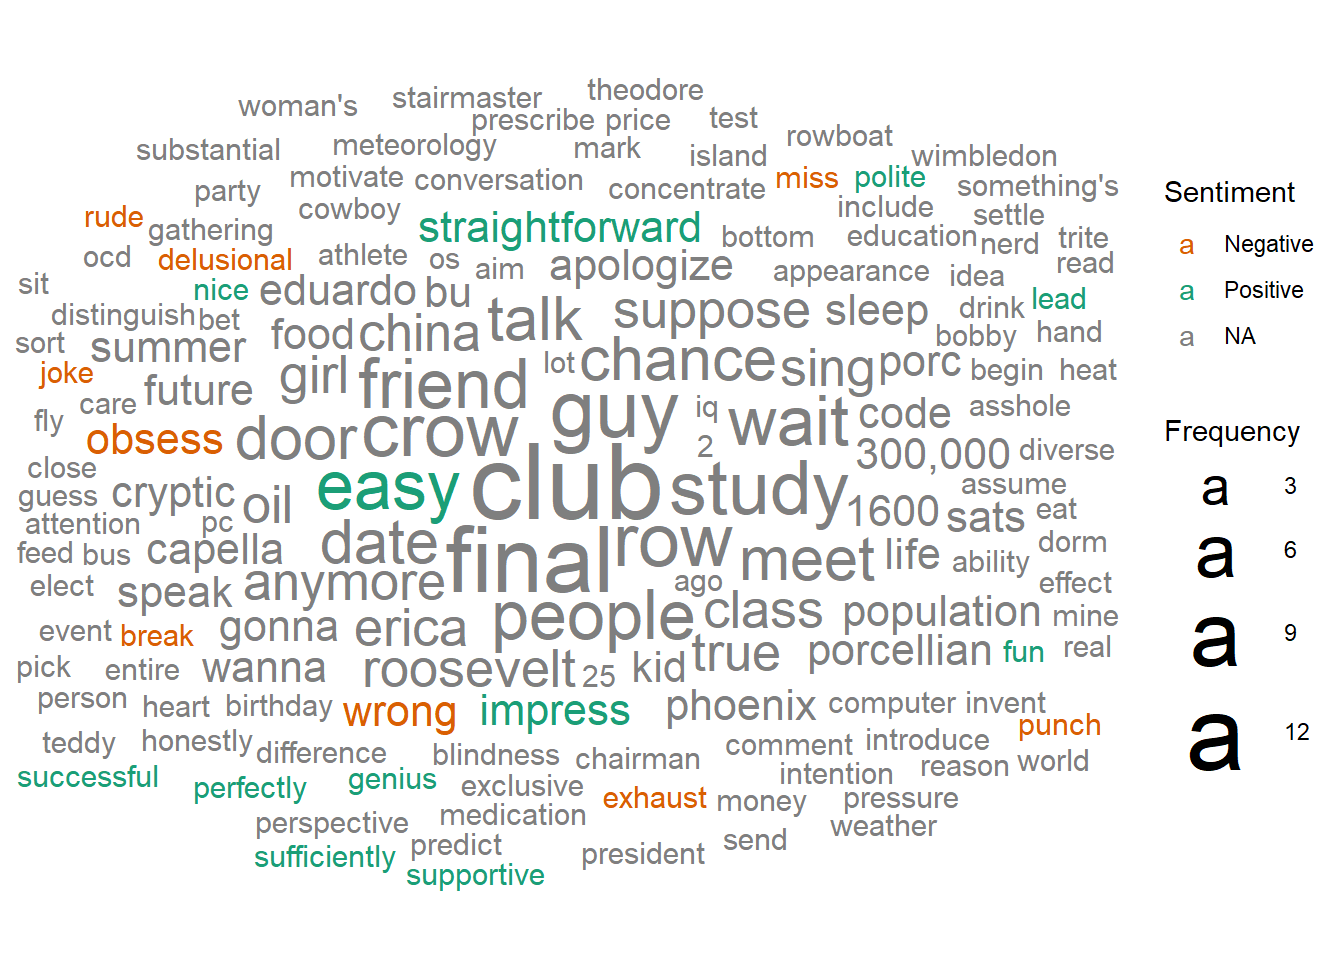 theodore
woman's stairmaster
prescribe price test
rowboat
substantial meteorology mark island wimbledon
party motivate conversation concentrate miss polite something's
rude gathering cowboy straightforward bottom include education settle nerd trite
ocd delusional athlete os aim apologize appearance idea read
sit nice eduardo bu talk suppose sleep drink lead
distinguish bet food china bobby hand
sort summer girl friend lot chance sing porc begin heat
joke future
fly care obsess door crow guy iq wait code asshole
2 300,000 diverse
close easy club study assume
guess cryptic oil 1600 sats eat
attention pc date final row meet life ability dorm
feed bus capella
elect speak anymore people ago class population effect mine
event break gonna erica
pick entire wanna roosevelt 25 kid true porcellian fun real
person heart birthday wrong impress phoenix computer invent
teddy honestly difference blindness chairman comment introduce punch
successful perfectly genius exclusive intention reason world
exhaust money pressure
perspective medication weather
sufficiently predict president send
supportive
Sentiment
a Negative
a Positive
a NA
Frequency
a 3
a 6
a 9
a 12